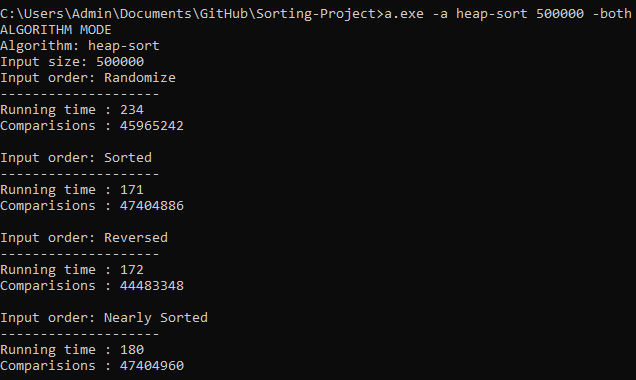 C:\Users\Admin\Documents\GitHub\Sorting-Project>a.exe -a heap-sort 500000 -both
ALGORITHM MODE
Algorithm: heap-sort
Input size: 500000
Input order: Randomize
--------------------
Running time : 234
Comparisions : 45965242
Input order: Sorted
--------------------
Running time : 171
Comparisions : 47404886
Input order: Reversed
--------------------
Running time : 172
Comparisions : 44483348
Input order: Nearly Sorted
--------------------
Running time : 180
Comparisions : 47404960